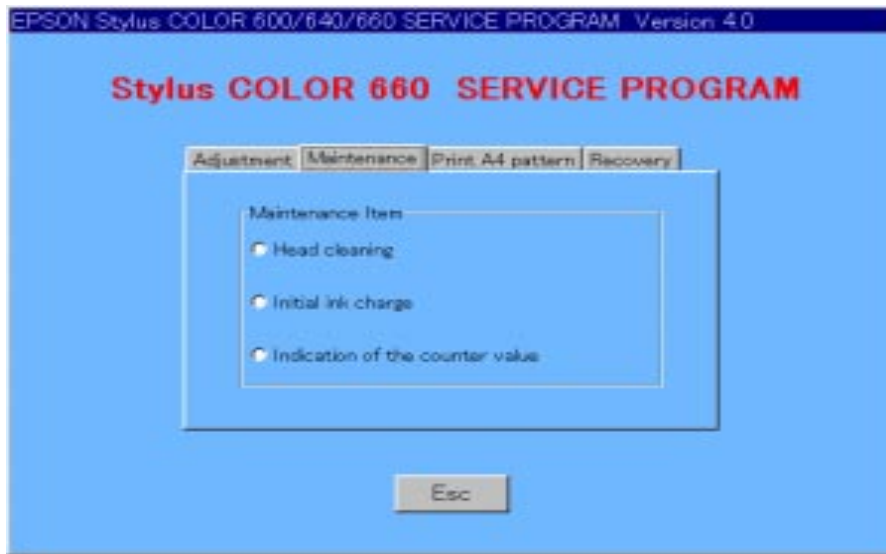 EPSON Stylus COLOR 600/640/660 SERVICE PROGRAM Version 4.0
Stylus COLOR 660 SERVICE PROGRAM
Adjustment Maintenance Print A4 pattern Recovery
Maintenance Item
Head cleaning
Initial ink charge
Indication of the counter value
Esc